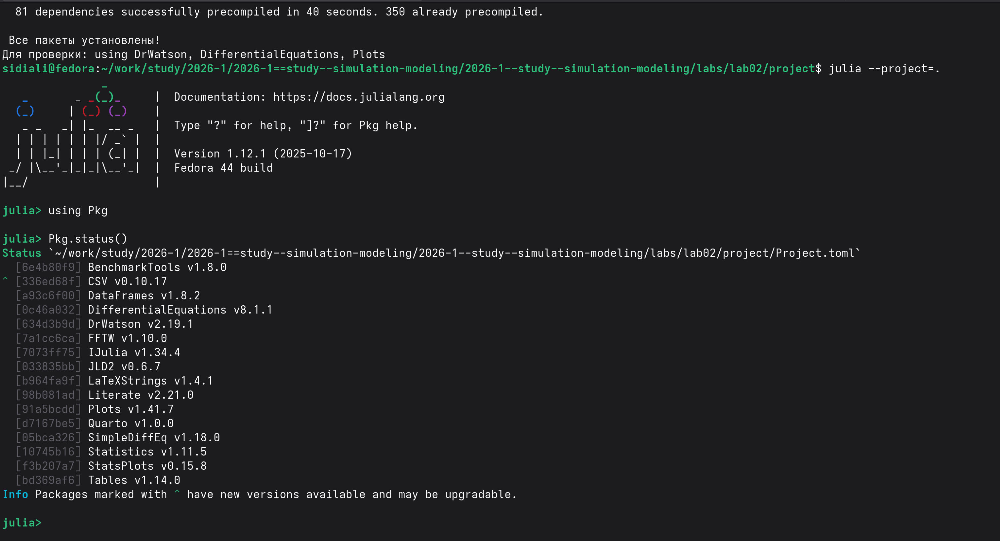 81 dependencies successfully precompiled in 40 seconds. 350 already precompiled.
 Все пакеты установлены!
Для проверки: using DrWatson, DifferentialEquations, Plots
sidiali@fedora:~/work/study/2026-1/2026-1==study--simulation-modeling/2026-1--study--simulation-modeling/labs/lab02/project$ julia --project=.
               _
   _       _ _(_)_     |  Documentation: https://docs.julialang.org
  (_)     | (_) (_)    |
   _ _   _| |_  __ _   |  Type "?" for help, "]?" for Pkg help.
  | | | | | | |/ _` |  |
  | | |_| | | | (_| |  |  Version 1.12.1 (2025-10-17)
 _/ |\__'_|_|_|\__'_|  |  Fedora 44 build
|__/                   |
julia> using Pkg
julia> Pkg.status()
Status `~/work/study/2026-1/2026-1==study--simulation-modeling/2026-1--study--simulation-modeling/labs/lab02/project/Project.toml`
  [6e4b80f9] BenchmarkTools v1.8.0
^ [336ed68f] CSV v0.10.17
  [a93c6f00] DataFrames v1.8.2
  [0c46a032] DifferentialEquations v8.1.1
  [634d3b9d] DrWatson v2.19.1
  [7a1cc6ca] FFTW v1.10.0
  [7073ff75] IJulia v1.34.4
  [033835bb] JLD2 v0.6.7
  [b964fa9f] LaTeXStrings v1.4.1
  [98b081ad] Literate v2.21.0
  [91a5bcdd] Plots v1.41.7
  [d7167be5] Quarto v1.0.0
  [05bca326] SimpleDiffEq v1.18.0
  [10745b16] Statistics v1.11.5
  [f3b207a7] StatsPlots v0.15.8
  [bd369af6] Tables v1.14.0
Info Packages marked with ^ have new versions available and may be upgradable.
julia>